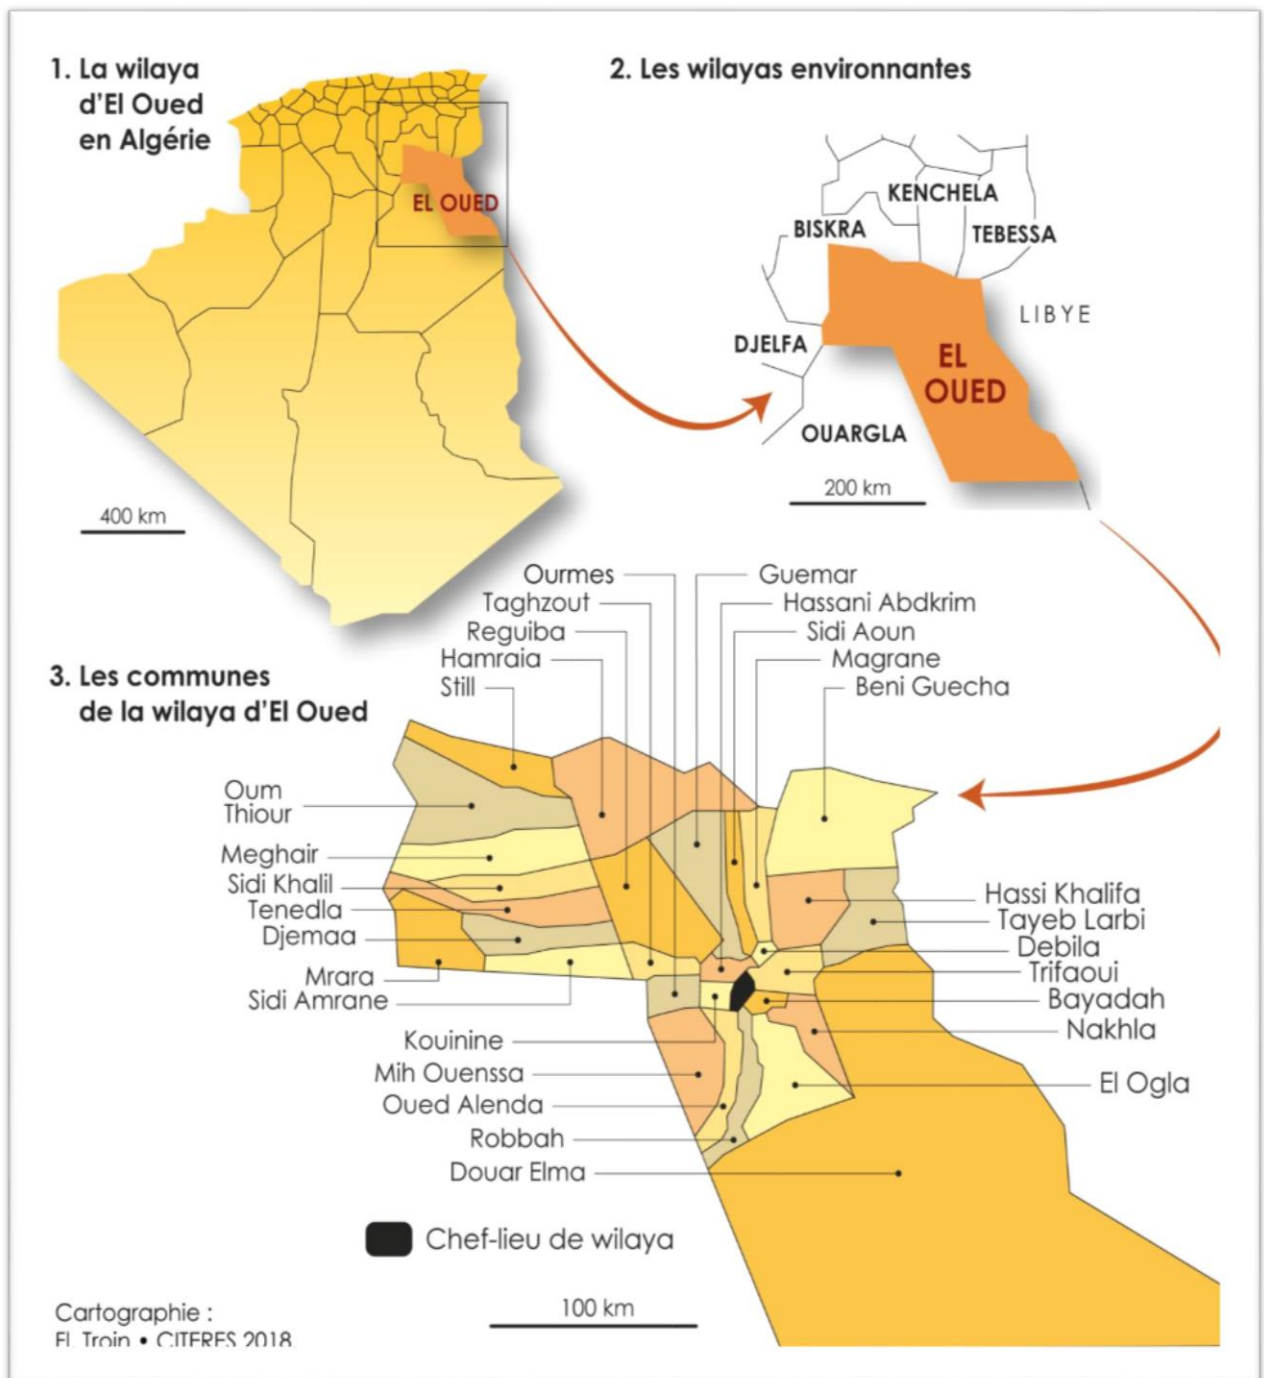 1. La wilaya
d'El Oued
en Algérie
EL OUED
400 km
2. Les wilayas environnantes
KENCHELA
BISKRA
TEBESSA
LIBYE
DJELFA
EL
OUED
OUARGLA
200 km
3. Les communes
de la wilaya d'El Oued
Ourmes
Taghzout
Reguiba
Hamraia
Still
Guemar
Hassani Abdkrim
Sidi Aoun
Magrane
Beni Guecha
Oum
Thiour
Meghair
Sidi Khalil
Tenedla
Djemaa
Mrara
Sidi Amrane
Hassi Khalifa
Tayeb Larbi
Debila
Trifaoui
Bayadah
Nakhla
El Ogla
Kouinine
Mih Ouenssa
Oued Alenda
Robbah
Douar Elma
Chef-lieu de wilaya
100 km
Cartographie :
Fl. Troin • CITERES 2018.